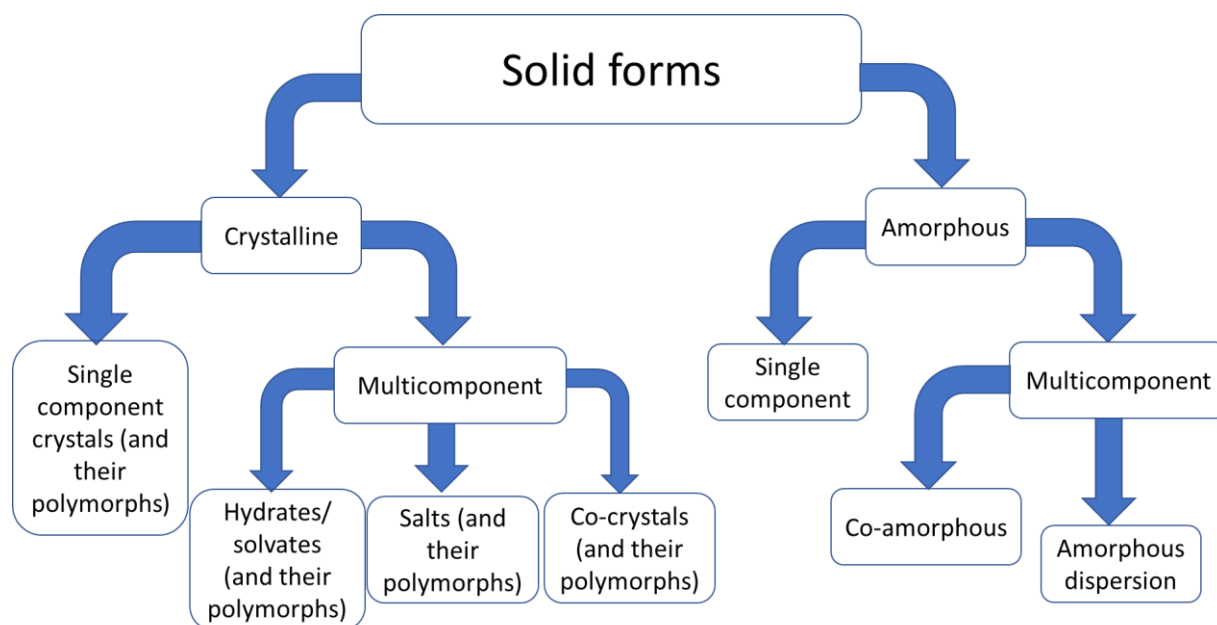 Solid forms
Crystalline
Amorphous
Single
component
crystals (and
their
polymorphs)
Multicomponent
Single
component
Multicomponent
Hydrates/
solvates
(and their
polymorphs)
Salts (and
their
polymorphs)
Co-crystals
(and their
polymorphs)
Co-amorphous
Amorphous
dispersion